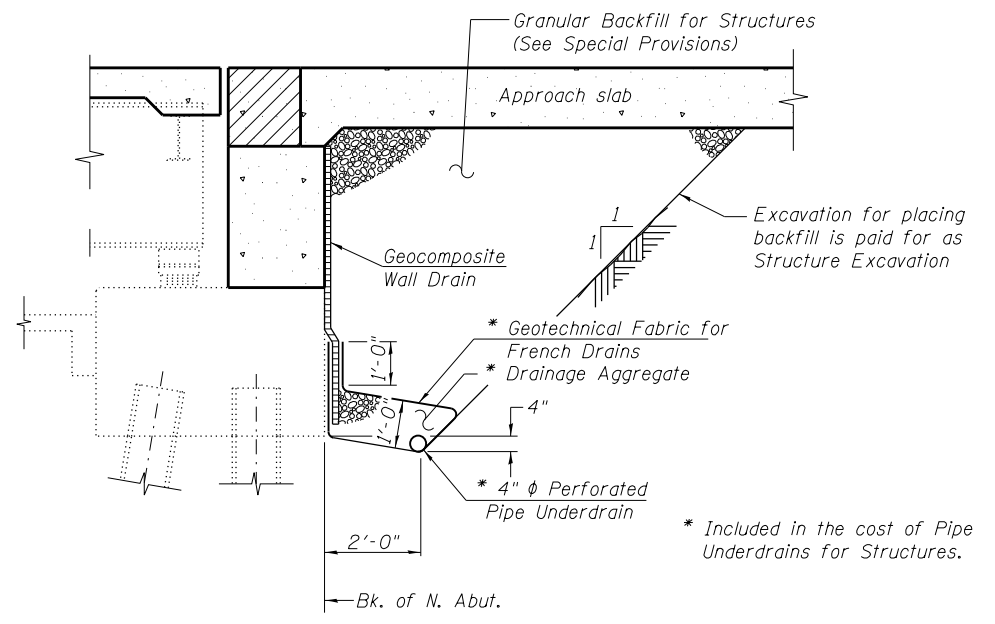 Granular Backfill for Structures
(See Special Provisions)
Approach slab
1
1
Excavation for placing
backfill is paid for as
Structure Excavation
Geocomposite
Wall Drain
* Geotechnical Fabric for
French Drains
* Drainage Aggregate
1'-0"
1'-0"
4"
* 4" ϕ Perforated
Pipe Underdrain
2'-0"
* Included in the cost of Pipe
Underdrains for Structures.
Bk. of N. Abut.